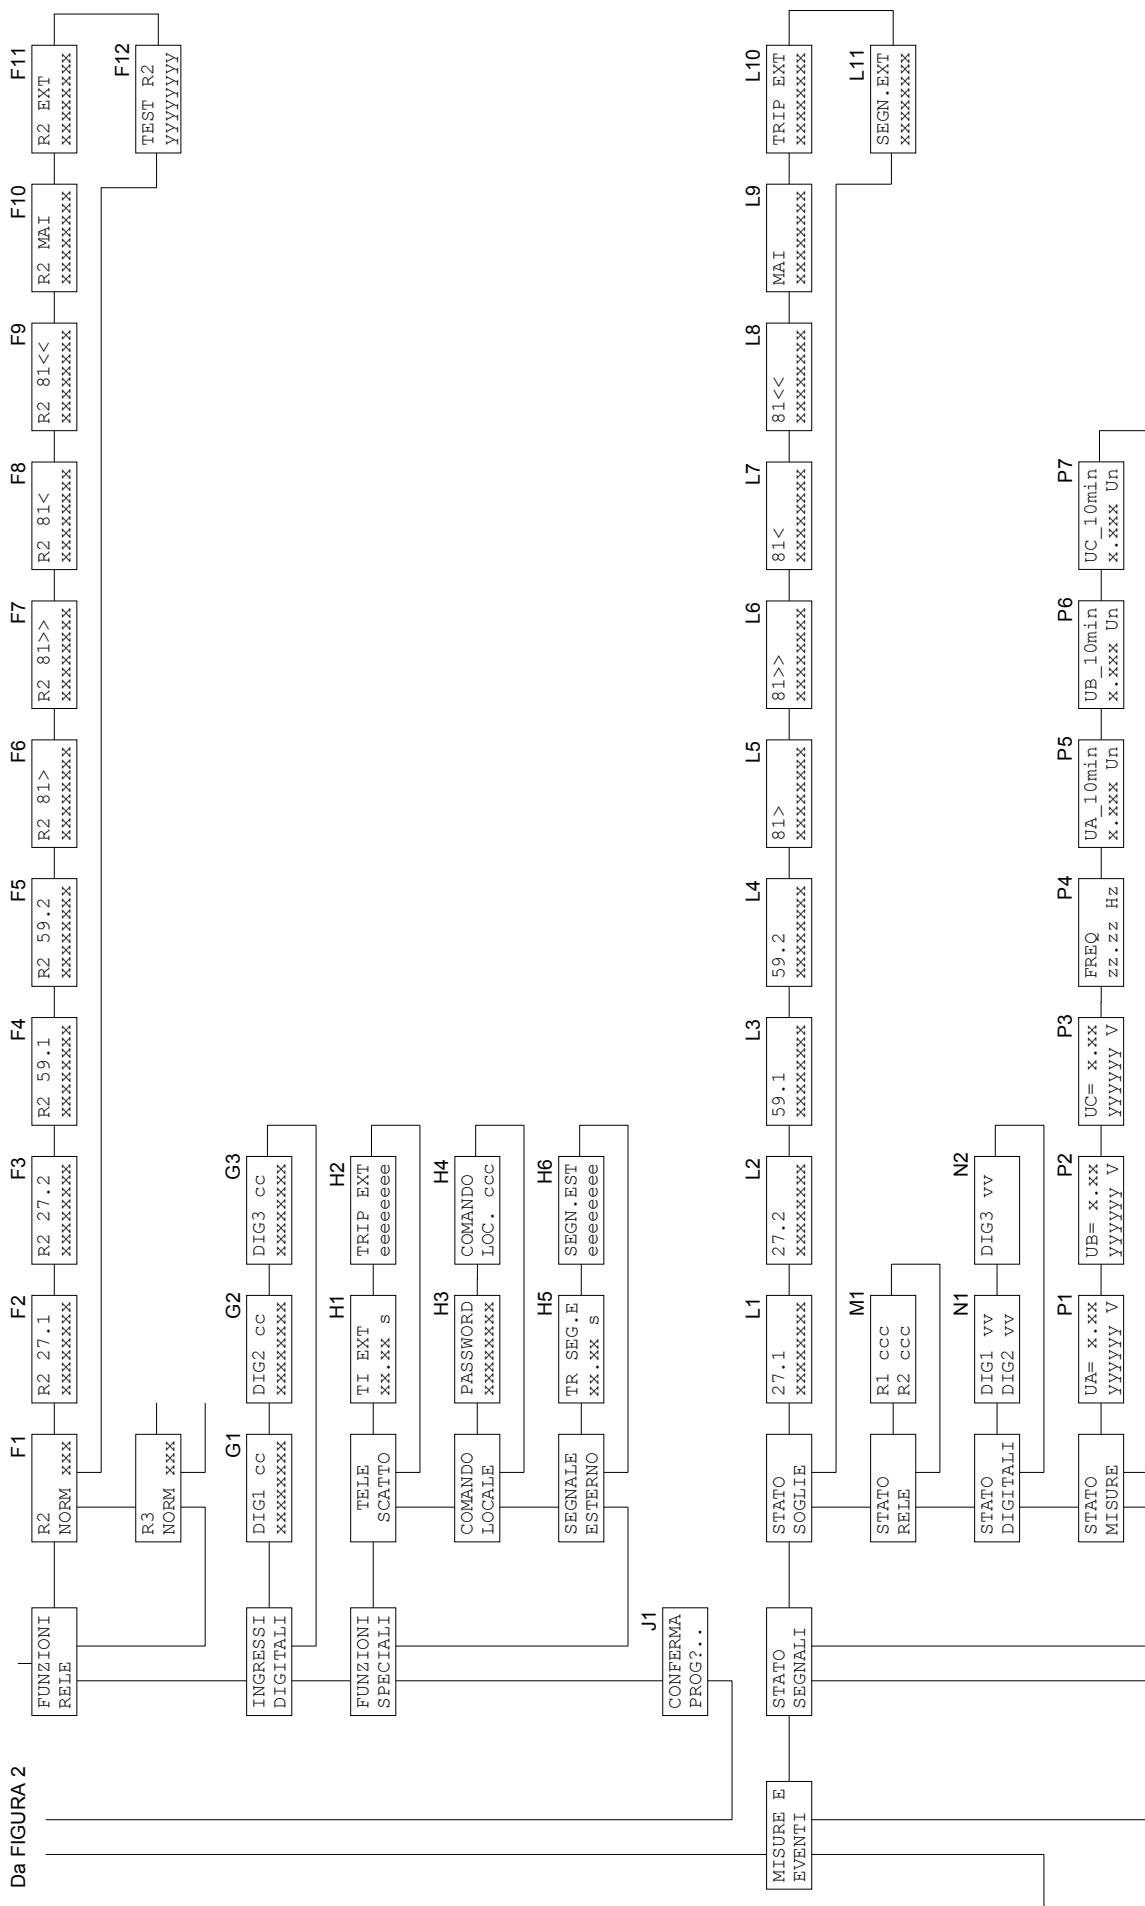 Da FIGURA 2
FUNZIONI
RELE
F1
R2
NORM xxx
F2
R2 27.1
xxxxxxxx
F3
R2 27.2
xxxxxxxx
F4
R2 59.1
xxxxxxxx
F5
R2 59.2
xxxxxxxx
F6
R2 81>
xxxxxxxx
F7
R2 81>>
xxxxxxxx
F8
R2 81<
xxxxxxxx
F9
R2 81<<
xxxxxxxx
F10
R2 MAI
xxxxxxxx
F11
R2 EXT
xxxxxxxx
F12
TEST R2
yyyyyyyy
R3
NORM xxx
INGRESSI
DIGITALI
G1
DIG1 cc
xxxxxxxx
G2
DIG2 cc
xxxxxxxx
G3
DIG3 cc
xxxxxxxx
FUNZIONI
SPECIALI
TELE
SCATTO
H1
TI EXT
xx.xx s
H2
TRIP EXT
eeeeeeee
COMANDO
LOCALE
H3
PASSWORD
xxxxxxxx
H4
COMANDO
LOC. ccc
SEGNALE
ESTERNO
H5
TR SEG.E
xx.xx s
H6
SEGN.EST
eeeeeeee
J1
CONFERMA
PROG?..
MISURE E
EVENTI
STATO
SEGNALI
STATO
SOGLIE
L1
27.1
xxxxxxxx
L2
27.2
xxxxxxxx
L3
59.1
xxxxxxxx
L4
59.2
xxxxxxxx
L5
81>
xxxxxxxx
L6
81>>
xxxxxxxx
L7
81<
xxxxxxxx
L8
81<<
xxxxxxxx
L9
MAI
xxxxxxxx
L10
TRIP EXT
xxxxxxxx
L11
SEGN.EXT
xxxxxxxx
STATO
RELE
M1
R1 ccc
R2 ccc
STATO
DIGITALI
N1
DIG1 vv
DIG2 vv
N2
DIG3 vv
STATO
MISURE
P1
UA= x.xx
yyyyyy V
P2
UB= x.xx
yyyyyy V
P3
UC= x.xx
yyyyyy V
P4
FREQ
zz.zz Hz
P5
UA_10min
x.xxx Un
P6
UB_10min
x.xxx Un
P7
UC_10min
x.xxx Un